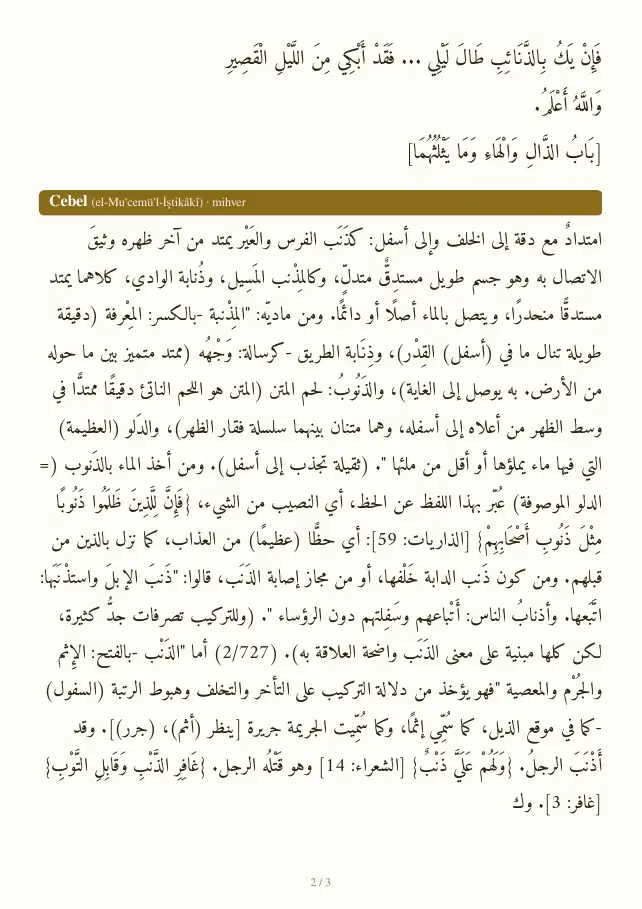 فَإِنْ يَكُ بِالذَّنَائِبِ طَالَ لَيْلِي ... فَقَدْ أَبْكِي مِنَ اللَّيْلِ الْقَصِيرِ
وَاللَّهُ أَعْلَمُ.
[بَابُ الذَّالِ وَالْهَاءِ وَمَا يَثْلُثُهُمَا]
Cebel (el-Mu'cemü'l-İştikâkî) · mihver
امتدادٌ مع دقة إلى الخلف وإلى أسفل: كذَنَب الفرس والعَيْر يمتد من آخر ظهره وثيقَ
الاتصال به وهو جسم طويل مستدِقٌّ متدلٍّ، وكالمِذْنب المَسِيل، وذُنابة الوادي، كلاهما يمتد
مستدقًّا منحدرًا، ويتصل بالماء أصلًا أو دائمًا. ومن ماديّه: "المِذْنبة -بالكسر: المِعْرفة (دقيقة
طويلة تنال ما في (أسفل) القِدْر)، وذِنَابة الطريق -كرسالة: وَجْهُه (ممتد متميز بين ما حوله
من الأرض. به يوصل إلى الغاية)، والذَنُوبُ: لحم المتن (المتن هو اللحم الناتئ دقيقًا ممتدًّا في
وسط الظهر من أعلاه إلى أسفله، وهما متنان بينهما سلسلة فقار الظهر)، والدَلو (العظيمة)
التي فيها ماء يملؤها أو أقل من ملئها ". (ثقيلة تجذب إلى أسفل). ومن أخذ الماء بالذَنوب (=
الدلو الموصوفة) عُبّر بهذا اللفظ عن الحظ، أي النصيب من الشيء، {فَإِنَّ لِلَّذِينَ ظَلَمُوا ذَنُوبًا
مِثْلَ ذَنُوبِ أَصْحَابِهِمْ} [الذاريات: 59]: أي حظًّا (عظيمًا) من العذاب، كما نزل بالذين من
قبلهم. ومن كون ذَنب الدابة خَلْفها، أو من مجاز إصابة الذَنَب، قالوا: "ذَنبَ الإبلَ واستذْنَبَها:
اتَّبَعها. وأذنابُ الناس: أَتْباعهم وسَفِلتهم دون الرؤساء ". (وللتركيب تصرفات جدُّ كثيرة،
لكن كلها مبنية على معنى الذَنَب واضحة العلاقة به). (2/727) أما "الذَنْب -بالفتح: الإثم
والجُرْم والمعصية "فهو يؤخذ من دلالة التركيب على التأخر والتخلف وهبوط الرتبة (السفول)
-كما في موقع الذيل، كما سُمّي إثمًا، وكما سُمِّيت الجريمة جريرة [ينظر (أثم)، (جرر)]. وقد
أَذْنَبَ الرجلُ. {وَلَهُمْ عَلَيَّ ذَنْبٌ} [الشعراء: 14] وهو قَتْلُه الرجل. {غَافِرِ الذَّنْبِ وَقَابِلِ التَّوْبِ}
[غافر: 3]. وك
2 / 3